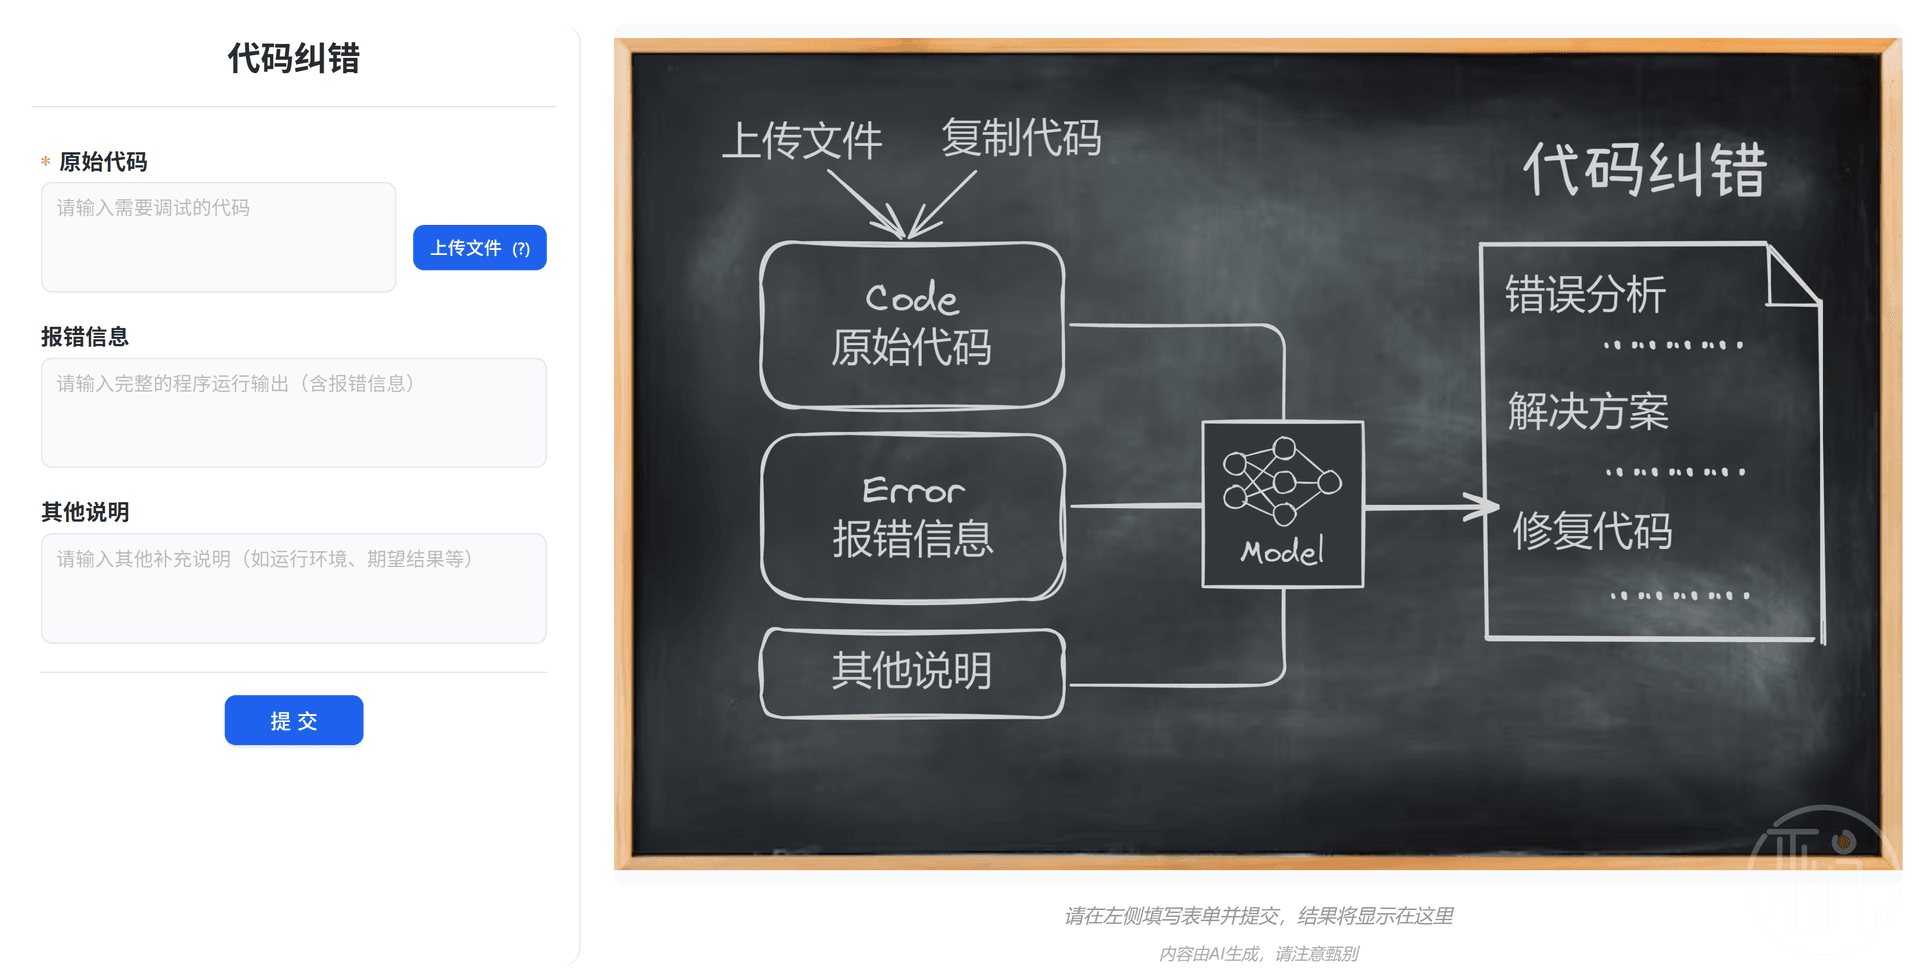 代码纠错
* 原始代码
请输入需要调试的代码
上传文件 (?)
报错信息
请输入完整的程序运行输出（含报错信息）
其他说明
请输入其他补充说明（如运行环境、期望结果等）
提 交
上传文件
复制代码
Code
原始代码
Error
报错信息
其他说明
Model
代码纠错
错误分析
解决方案
修复代码
请在左侧填写表单并提交，结果将显示在这里
内容由AI生成，请注意甄别